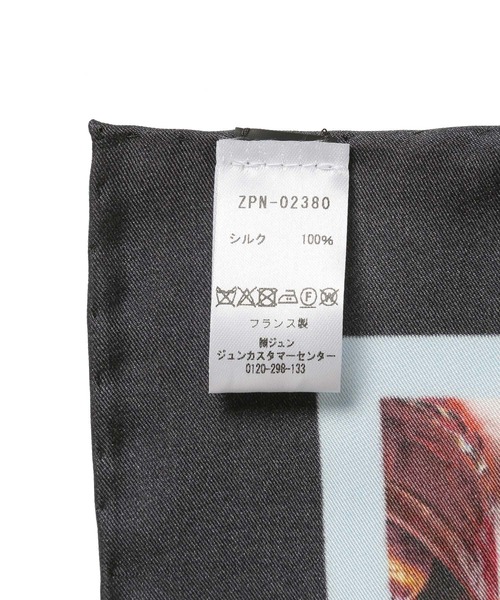 ZPN-02380
シルク 100%
F W
フランス製
㈱ジュン
ジュンカスタマーセンター
0120-298-133